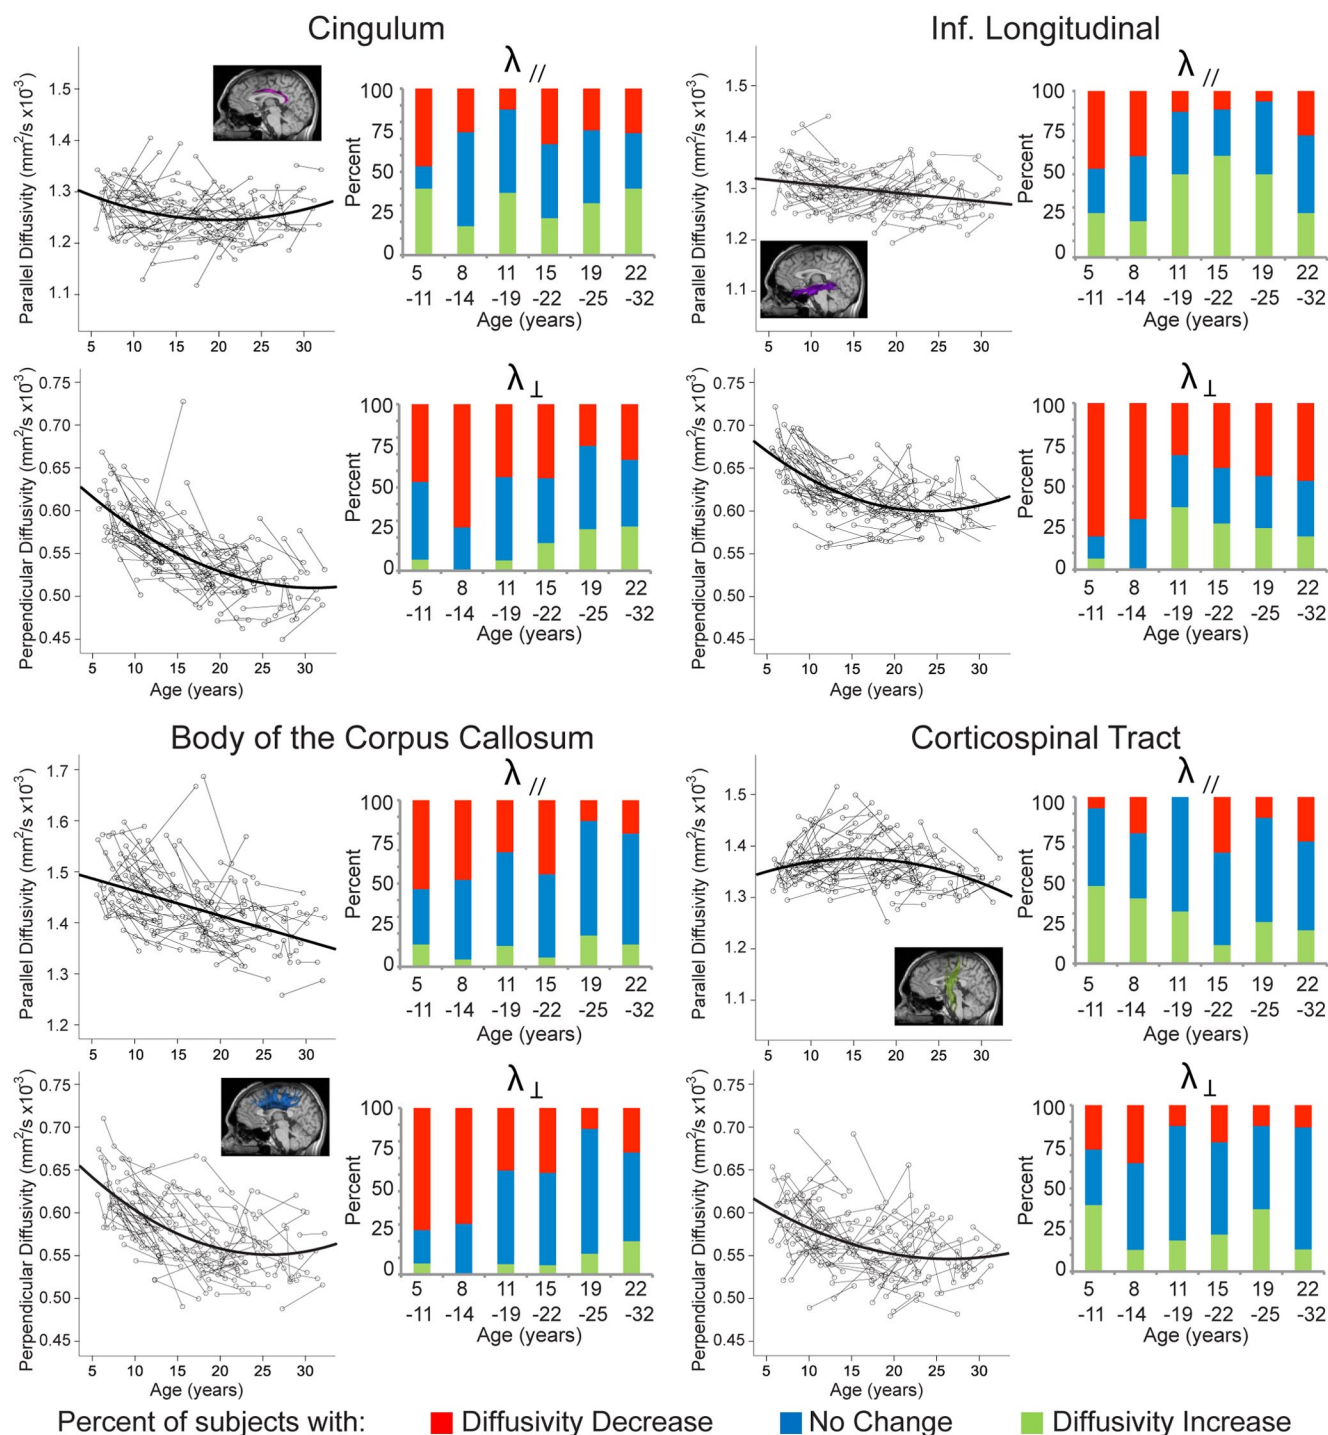 Cingulum
Parallel Diffusivity (mm²/s x10⁻³)
1.5
1.4
1.3
1.2
1.1
5 10 15 20 25 30
λ //
Percent
100
75
50
25
0
5 8 11 15 19 22
-11 -14 -19 -22 -25 -32
Age (years)
Perpendicular Diffusivity (mm²/s x10⁻³)
0.75
0.70
0.65
0.60
0.55
0.50
0.45
5 10 15 20 25 30
Age (years)
λ ⊥
Percent
100
75
50
25
0
5 8 11 15 19 22
-11 -14 -19 -22 -25 -32
Age (years)
Inf. Longitudinal
Parallel Diffusivity (mm²/s x10⁻³)
1.5
1.4
1.3
1.2
1.1
5 10 15 20 25 30
λ //
Percent
100
75
50
25
0
5 8 11 15 19 22
-11 -14 -19 -22 -25 -32
Age (years)
Perpendicular Diffusivity (mm²/s x10⁻³)
0.75
0.70
0.65
0.60
0.55
0.50
0.45
5 10 15 20 25 30
Age (years)
λ ⊥
Percent
100
75
50
25
0
5 8 11 15 19 22
-11 -14 -19 -22 -25 -32
Age (years)
Body of the Corpus Callosum
Parallel Diffusivity (mm²/s x10⁻³)
1.7
1.6
1.5
1.4
1.3
1.2
5 10 15 20 25 30
λ //
Percent
100
75
50
25
0
5 8 11 15 19 22
-11 -14 -19 -22 -25 -32
Age (years)
Perpendicular Diffusivity (mm²/s x10⁻³)
0.75
0.70
0.65
0.60
0.55
0.50
0.45
5 10 15 20 25 30
Age (years)
λ ⊥
Percent
100
75
50
25
0
5 8 11 15 19 22
-11 -14 -19 -22 -25 -32
Age (years)
Corticospinal Tract
Parallel Diffusivity (mm²/s x10⁻³)
1.5
1.4
1.3
1.2
1.1
5 10 15 20 25 30
λ //
Percent
100
75
50
25
0
5 8 11 15 19 22
-11 -14 -19 -22 -25 -32
Age (years)
Perpendicular Diffusivity (mm²/s x10⁻³)
0.75
0.70
0.65
0.60
0.55
0.50
0.45
5 10 15 20 25 30
Age (years)
λ ⊥
Percent
100
75
50
25
0
5 8 11 15 19 22
-11 -14 -19 -22 -25 -32
Age (years)
Percent of subjects with: Diffusivity Decrease No Change Diffusivity Increase